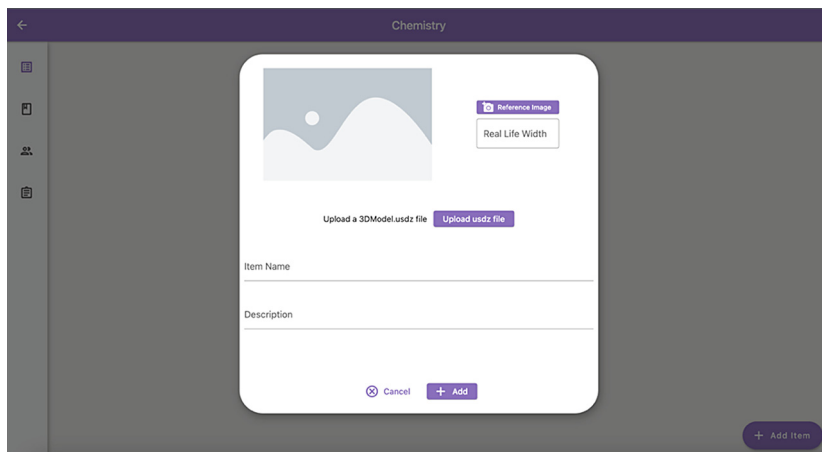 Chemistry
Reference Image
Real Life Width
Upload a 3DModel.usdz file Upload usdz file
Item Name
Description
Cancel + Add
+ Add Item